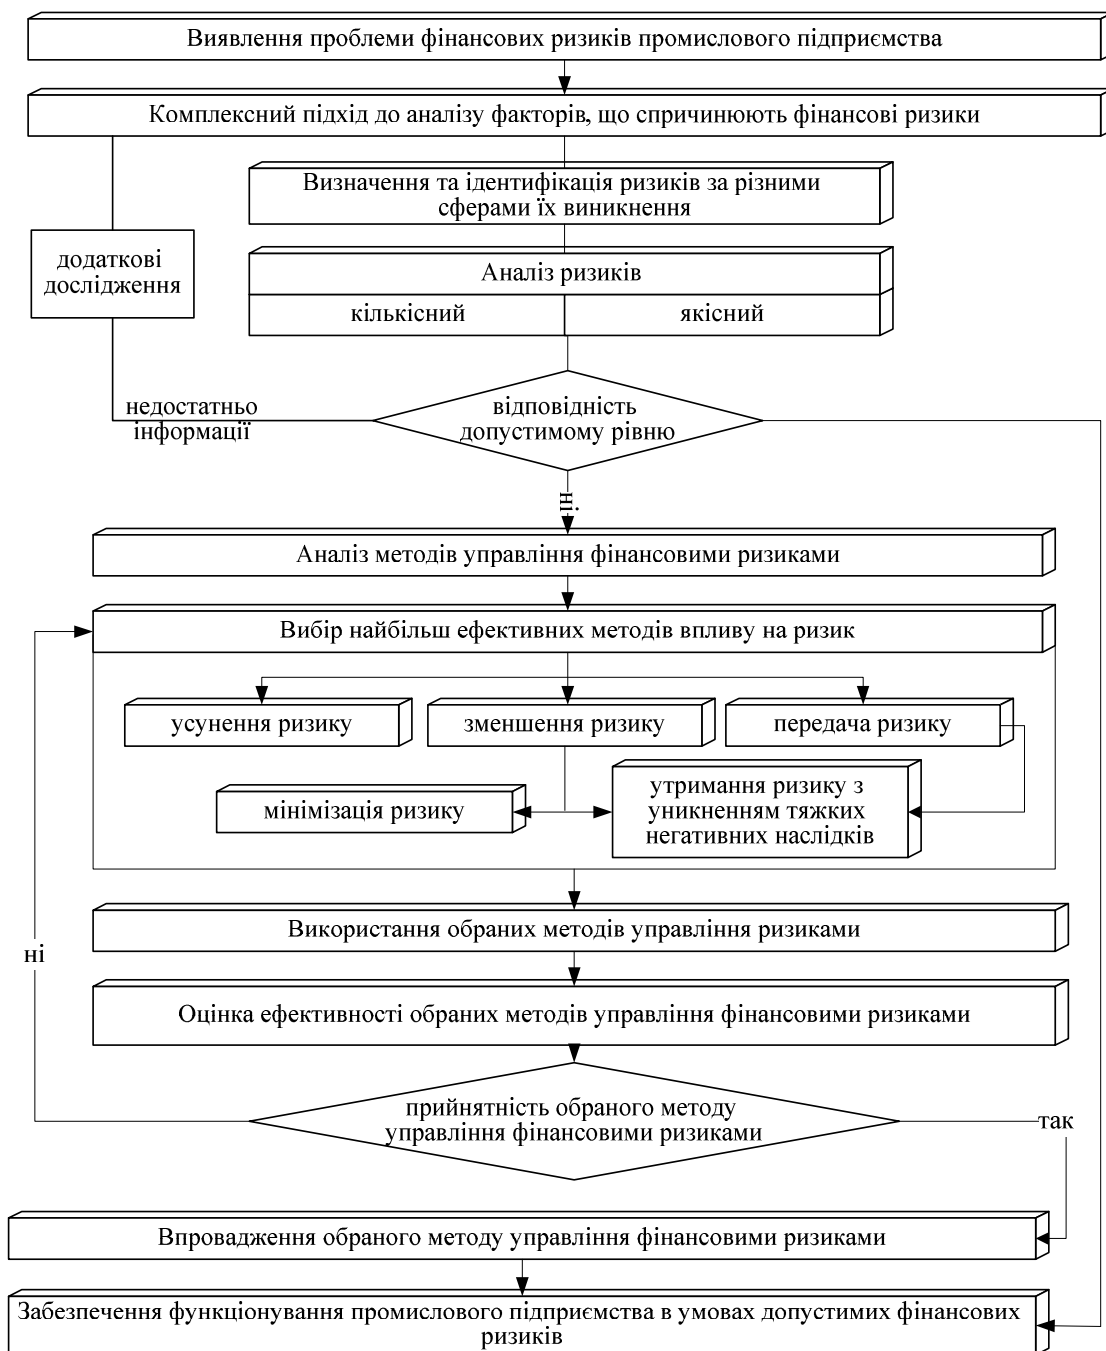 Виявлення проблеми фінансових ризиків промислового підприємства
Комплексний підхід до аналізу факторів, що спричинюють фінансові ризики
Визначення та ідентифікація ризиків за різними
сферами їх виникнення
додаткові
дослідження
Аналіз ризиків
кількісний
якісний
недостатньо
інформації
відповідність
допустимому рівню
ні
Аналіз методів управління фінансовими ризиками
Вибір найбільш ефективних методів впливу на ризик
усунення ризику
зменшення ризику
передача ризику
мінімізація ризику
утримання ризику з
уникненням тяжких
негативних наслідків
Використання обраних методів управління ризиками
ні
Оцінка ефективності обраних методів управління фінансовими ризиками
прийнятність обраного методу
управління фінансовими ризиками
так
Впровадження обраного методу управління фінансовими ризиками
Забезпечення функціонування промислового підприємства в умовах допустимих фінансових
ризиків